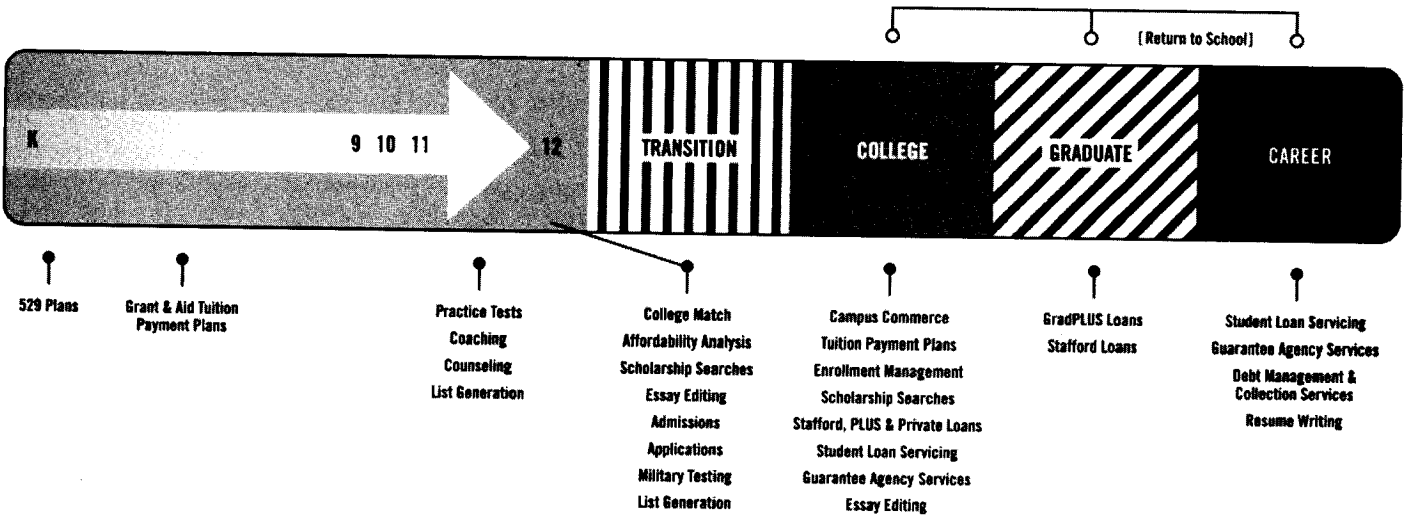 [Return to School]
K
9 10 11
12
TRANSITION
COLLEGE
GRADUATE
CAREER
529 Plans
Grant & Aid Tuition
Payment Plans
Practice Tests
Coaching
Counseling
List Generation
College Match
Affordability Analysis
Scholarship Searches
Essay Editing
Admissions
Applications
Military Testing
List Generation
Campus Commerce
Tuition Payment Plans
Enrollment Management
Scholarship Searches
Stafford, PLUS & Private Loans
Student Loan Servicing
Guarantee Agency Services
Essay Editing
GradPLUS Loans
Stafford Loans
Student Loan Servicing
Guarantee Agency Services
Debt Management &
Collection Services
Resume Writing